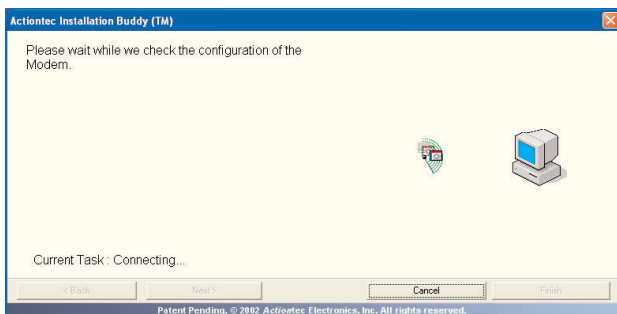 Actiontec Installation Buddy (TM)
Please wait while we check the configuration of the
Modem.
Current Task : Connecting...
< Back Next > Cancel Finish
Patent Pending, © 2002 Actiontec Electronics, Inc. All rights reserved.